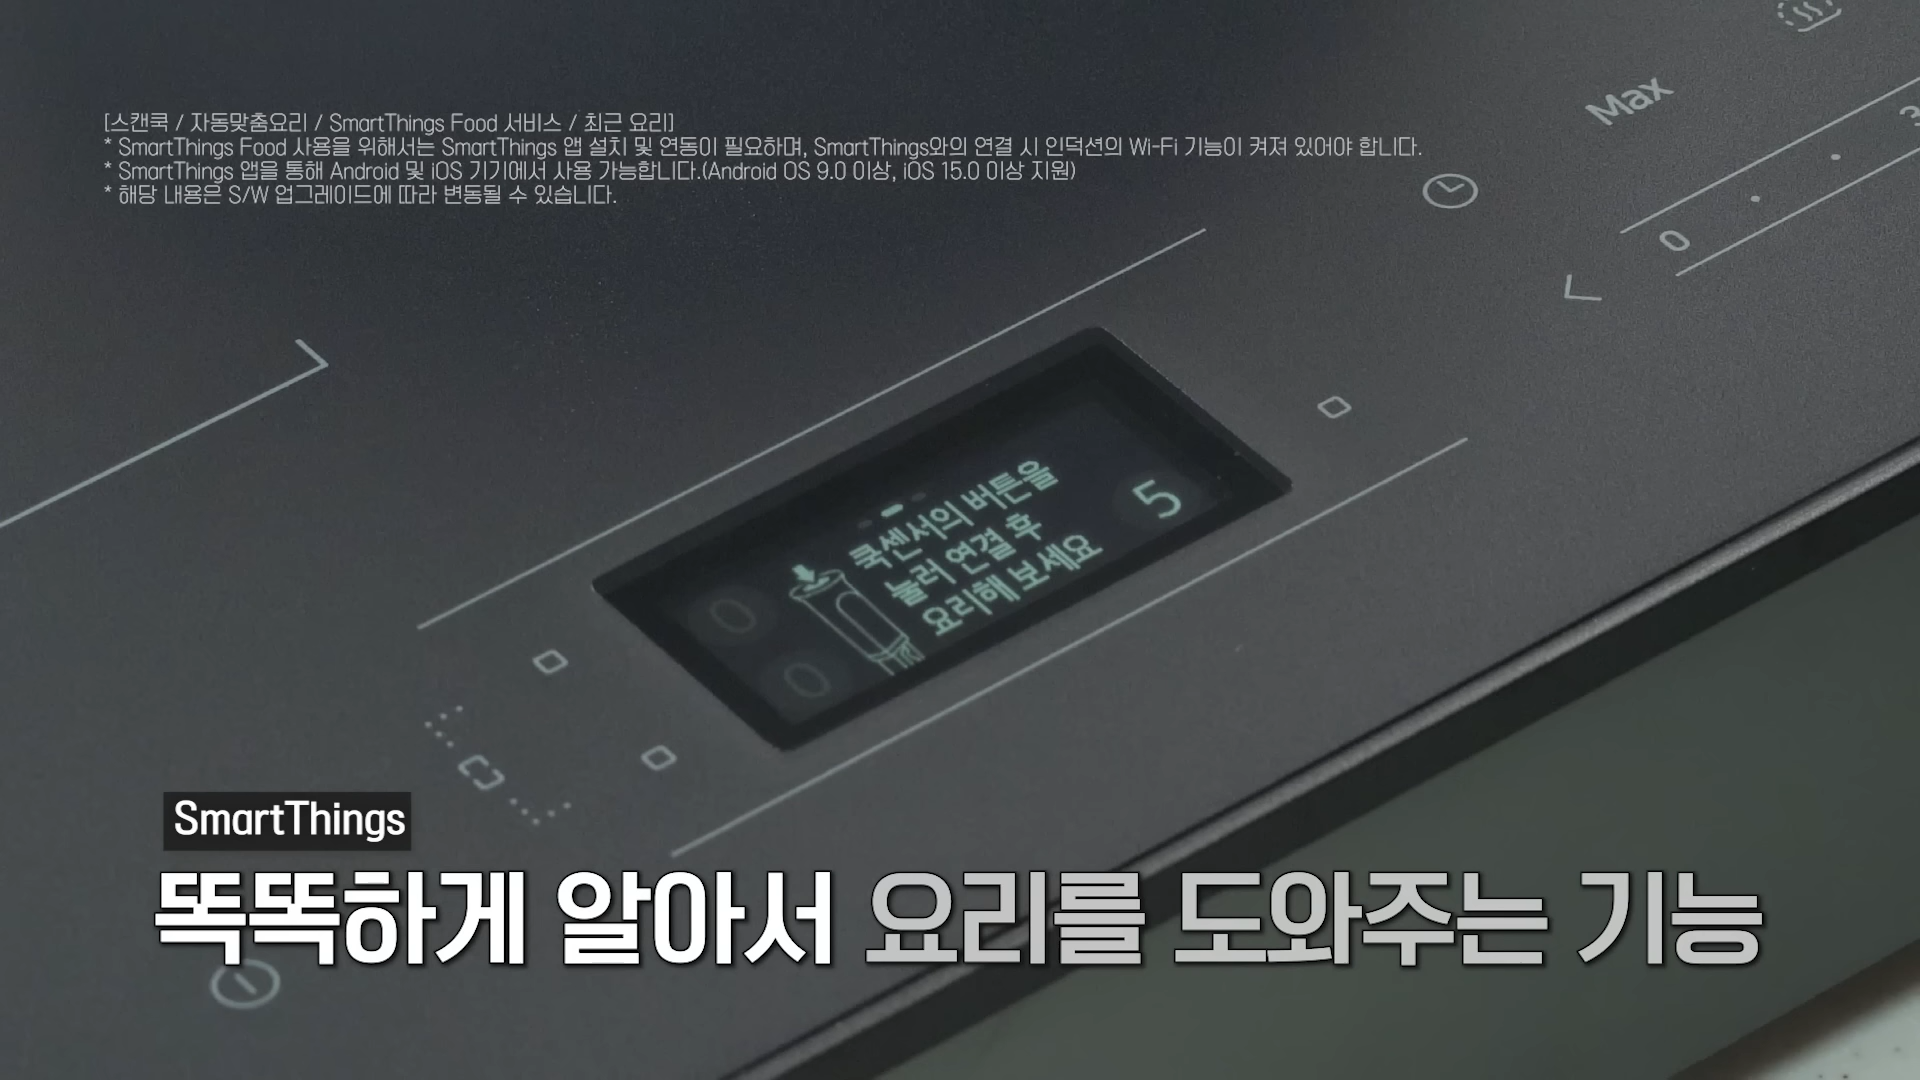 [스캔쿡 / 자동맞춤요리 / SmartThings Food 서비스 / 최근 요리]
* SmartThings Food 사용을 위해서는 SmartThings 앱 설치 및 연동이 필요하며, SmartThings와의 연결 시 인덕션의 Wi-Fi 기능이 켜져 있어야 합니다.
* SmartThings 앱을 통해 Android 및 iOS 기기에서 사용 가능합니다.(Android OS 9.0 이상, iOS 15.0 이상 지원)
* 해당 내용은 S/W 업그레이드에 따라 변동될 수 있습니다.
Max
0
3
쿡센서의 버튼을
눌러 연결 후
요리해 보세요
5
0
0
SmartThings
똑똑하게 알아서 요리를 도와주는 기능